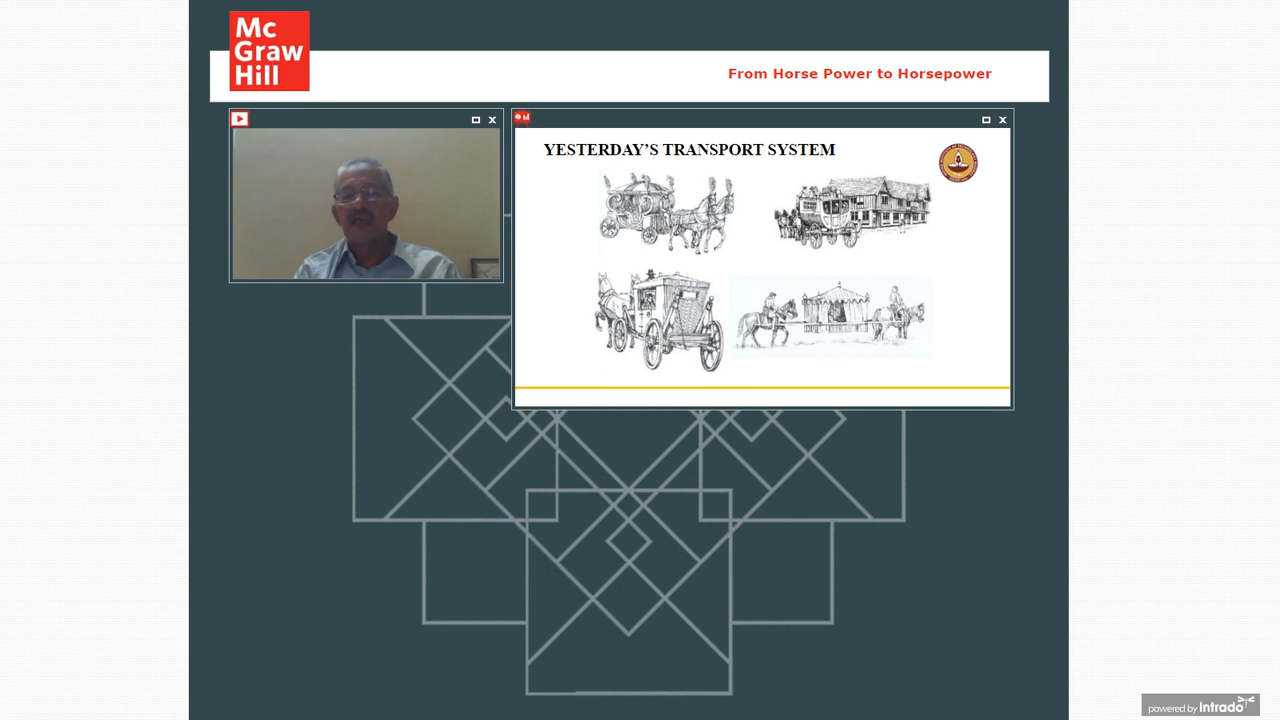 Mc
Graw
Hill
From Horse Power to Horsepower
YESTERDAY’S TRANSPORT SYSTEM
powered by Intrado